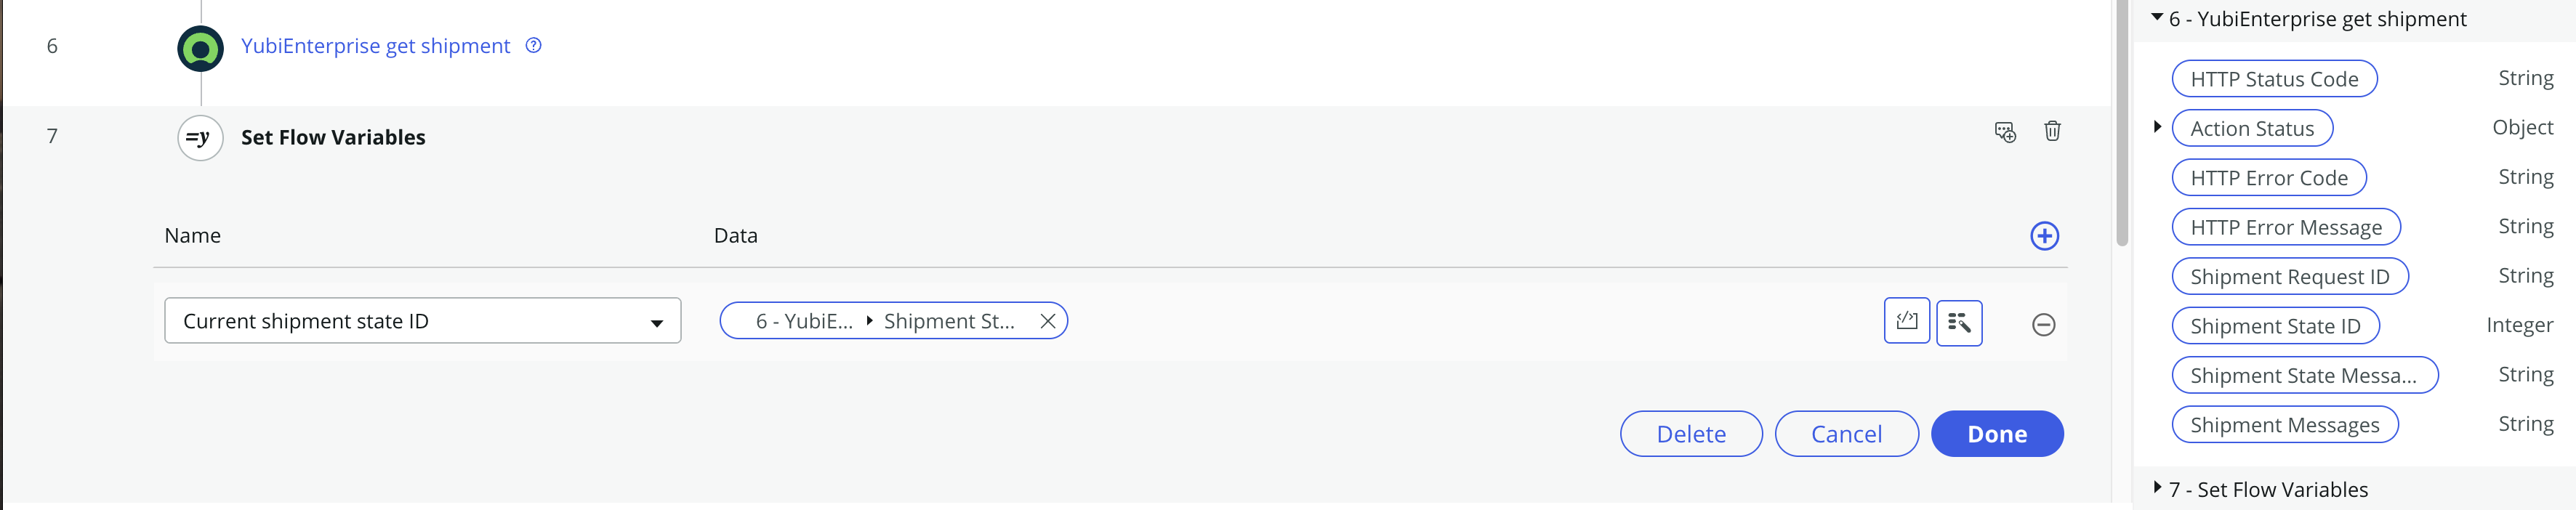 6 YubiEnterprise get shipment
7 =y Set Flow Variables
Name Data
Current shipment state ID 6 - YubiE... Shipment St...
Delete Cancel Done
6 - YubiEnterprise get shipment
HTTP Status Code String
Action Status Object
HTTP Error Code String
HTTP Error Message String
Shipment Request ID String
Shipment State ID Integer
Shipment State Messa... String
Shipment Messages String
7 - Set Flow Variables